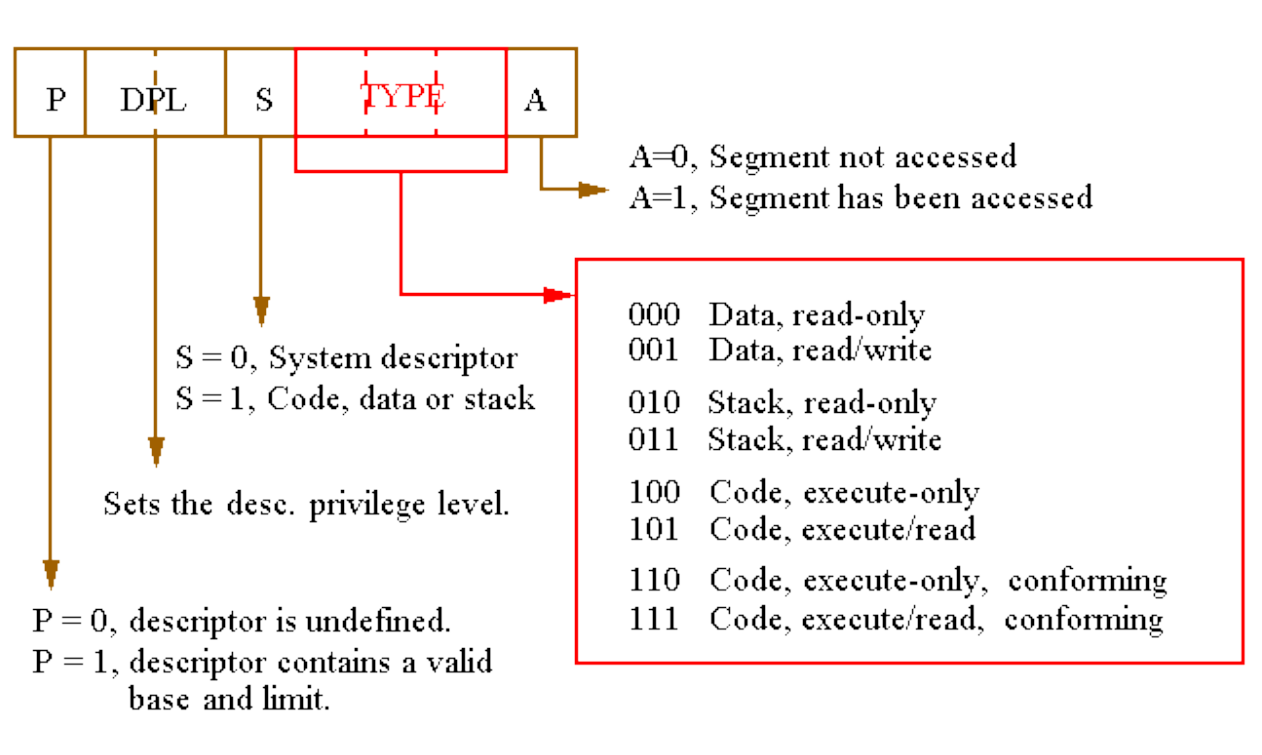 P DPL S TYPE A
A=0, Segment not accessed
A=1, Segment has been accessed
000 Data, read-only
001 Data, read/write
010 Stack, read-only
011 Stack, read/write
100 Code, execute-only
101 Code, execute/read
110 Code, execute-only, conforming
111 Code, execute/read, conforming
S = 0, System descriptor
S = 1, Code, data or stack
Sets the desc. privilege level.
P = 0, descriptor is undefined.
P = 1, descriptor contains a valid
base and limit.